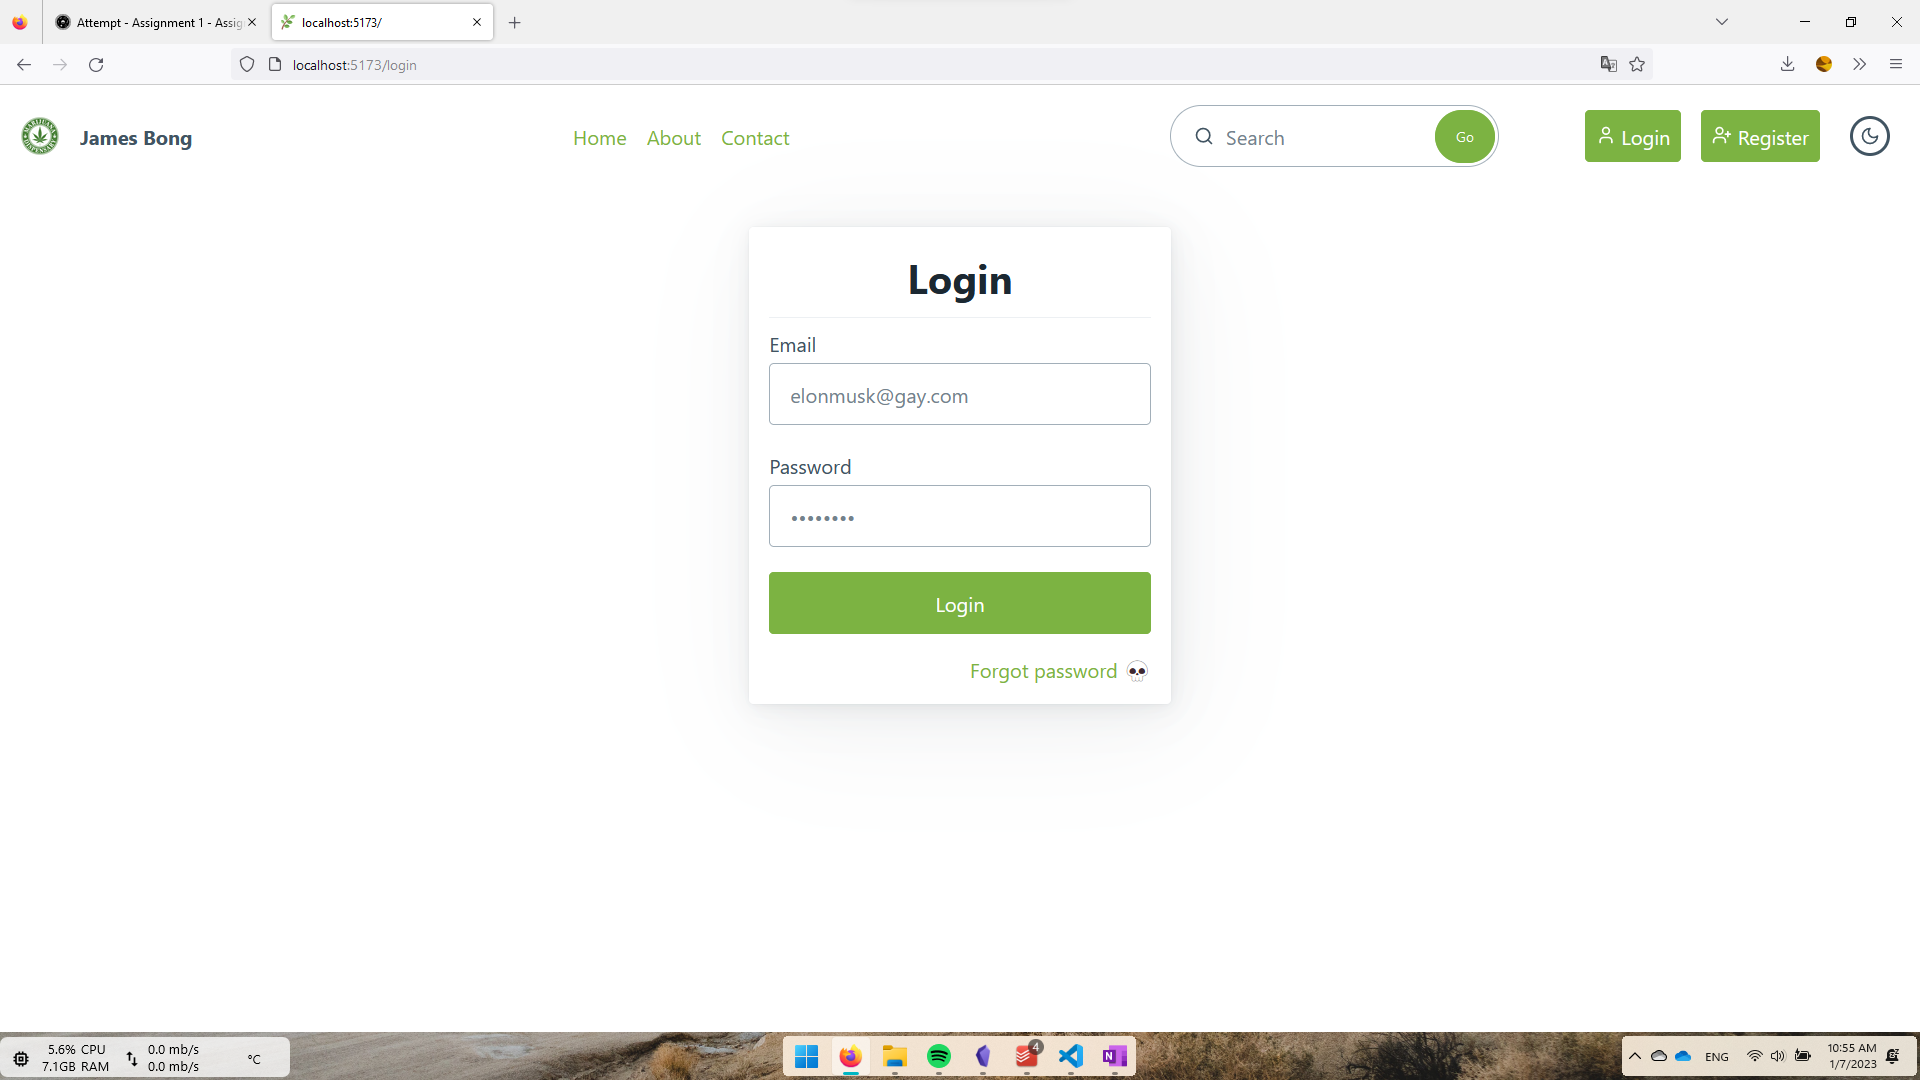 Attempt - Assignment 1 - Assig
localhost:5173/
localhost:5173/login
MARIJUANA
DISPENSARY
James Bong
Home About Contact
Search
Go
Login
Register
Login
Email
elonmusk@gay.com
Password
••••••••
Login
Forgot password 💀
5.6% CPU
7.1GB RAM
0.0 mb/s
0.0 mb/s
°C
4
N
ENG
10:55 AM
1/7/2023